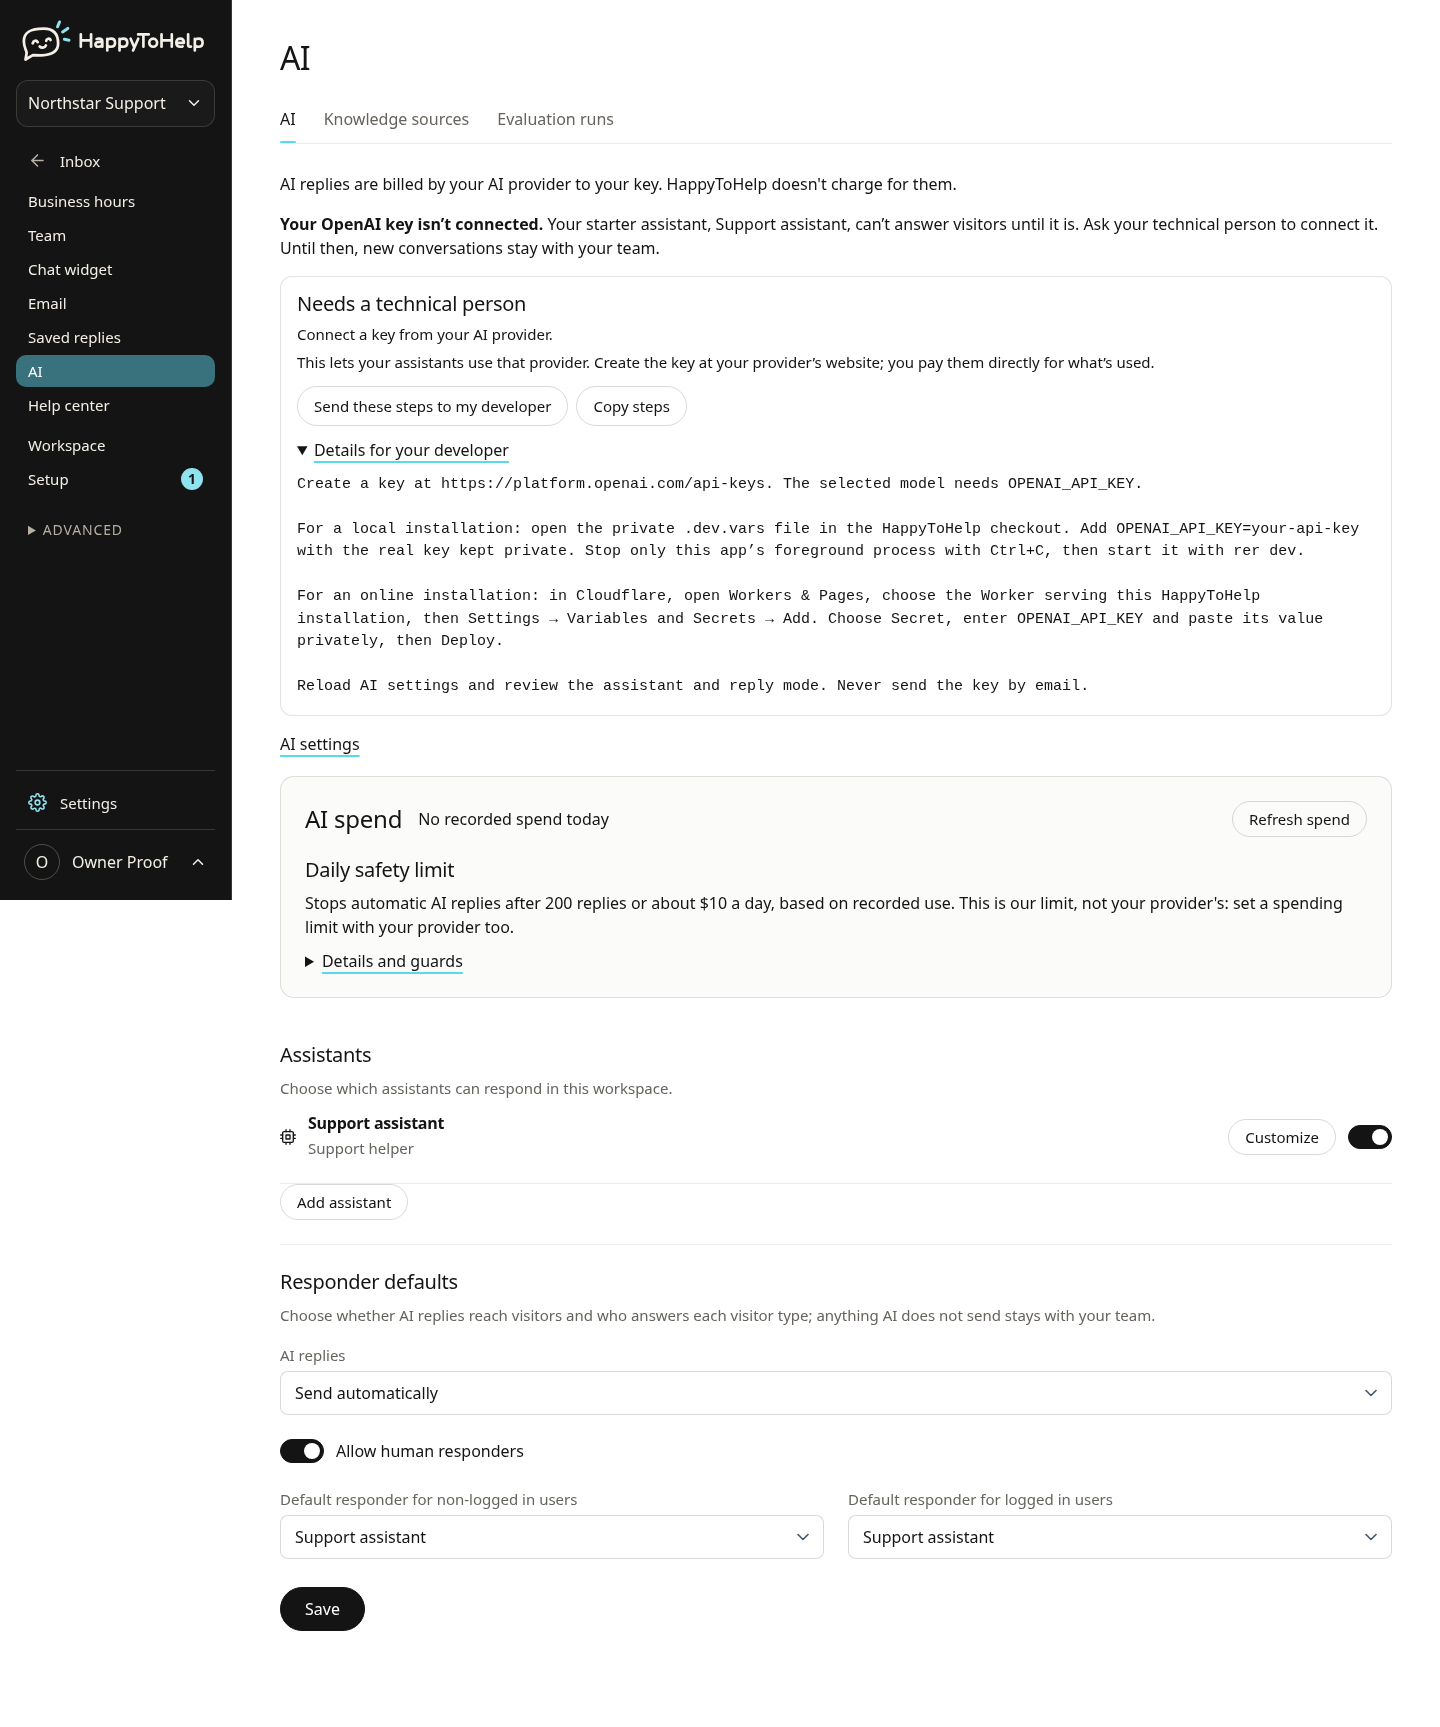 HappyToHelp
Northstar Support
Inbox
Business hours
Team
Chat widget
Email
Saved replies
AI
Help center
Workspace
Setup 1
ADVANCED
Settings
O Owner Proof
AI
AI Knowledge sources Evaluation runs
AI replies are billed by your AI provider to your key. HappyToHelp doesn't charge for them.
Your OpenAI key isn’t connected. Your starter assistant, Support assistant, can’t answer visitors until it is. Ask your technical person to connect it.
Until then, new conversations stay with your team.
Needs a technical person
Connect a key from your AI provider.
This lets your assistants use that provider. Create the key at your provider’s website; you pay them directly for what’s used.
Send these steps to my developer Copy steps
Details for your developer
Create a key at https://platform.openai.com/api-keys. The selected model needs OPENAI_API_KEY.
For a local installation: open the private .dev.vars file in the HappyToHelp checkout. Add OPENAI_API_KEY=your-api-key
with the real key kept private. Stop only this app’s foreground process with Ctrl+C, then start it with rer dev.
For an online installation: in Cloudflare, open Workers & Pages, choose the Worker serving this HappyToHelp
installation, then Settings → Variables and Secrets → Add. Choose Secret, enter OPENAI_API_KEY and paste its value
privately, then Deploy.
Reload AI settings and review the assistant and reply mode. Never send the key by email.
AI settings
AI spend No recorded spend today Refresh spend
Daily safety limit
Stops automatic AI replies after 200 replies or about $10 a day, based on recorded use. This is our limit, not your provider's: set a spending
limit with your provider too.
Details and guards
Assistants
Choose which assistants can respond in this workspace.
Support assistant
Support helper
Customize
Add assistant
Responder defaults
Choose whether AI replies reach visitors and who answers each visitor type; anything AI does not send stays with your team.
AI replies
Send automatically
Allow human responders
Default responder for non-logged in users
Support assistant
Default responder for logged in users
Support assistant
Save